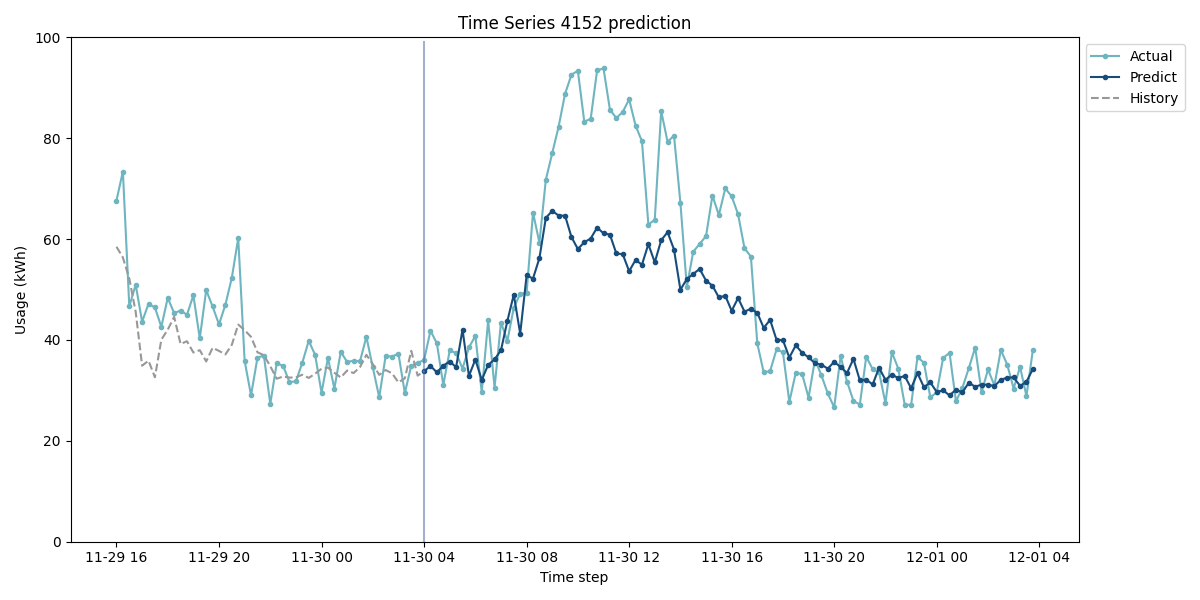 Time Series 4152 prediction
100
80
60
40
20
0
Usage (kWh)
11-29 16
11-29 20
11-30 00
11-30 04
11-30 08
11-30 12
11-30 16
11-30 20
12-01 00
12-01 04
Time step
Actual
Predict
History